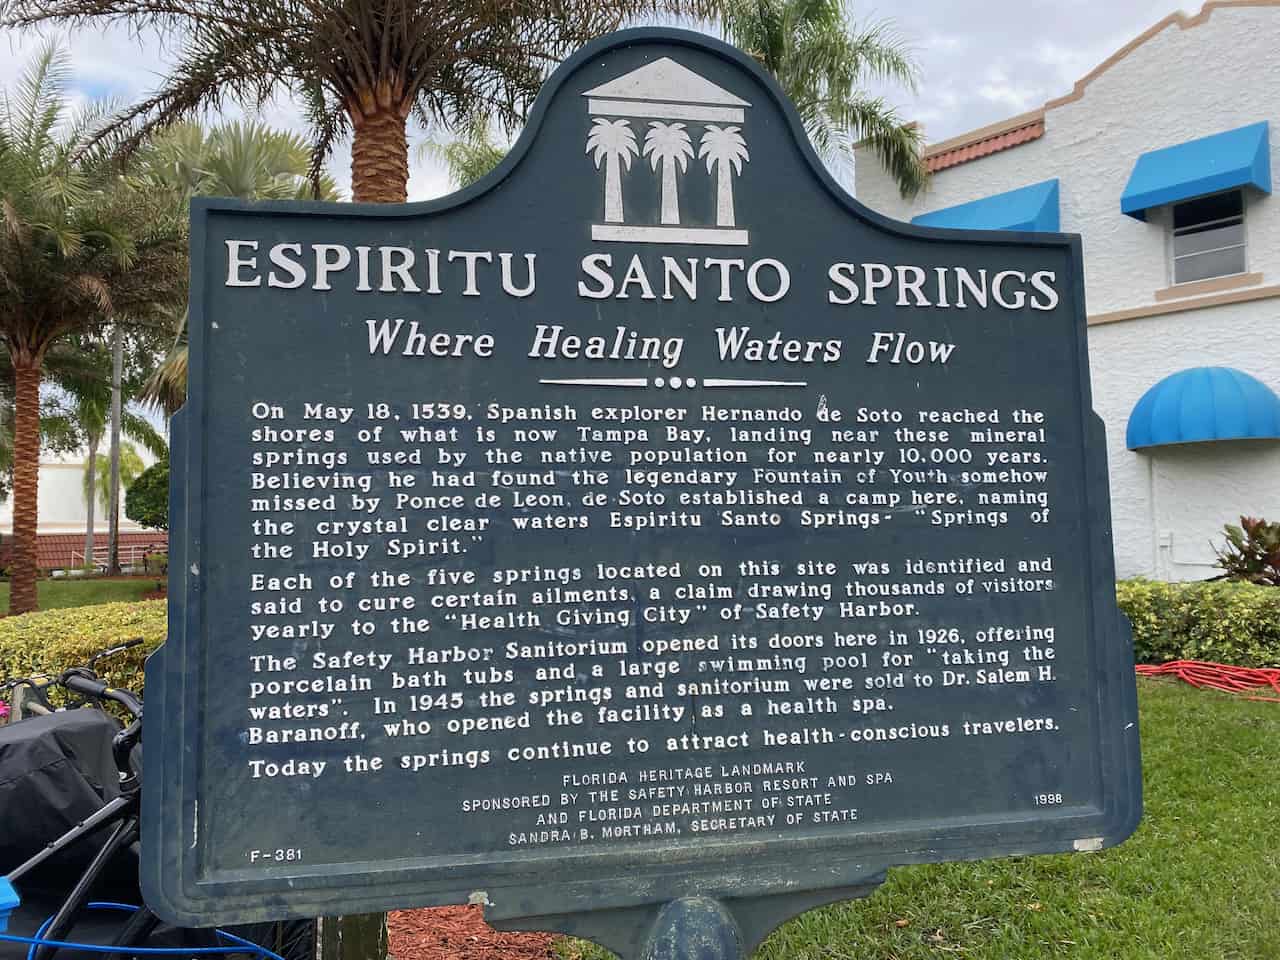 ESPIRITU SANTO SPRINGS
Where Healing Waters Flow
On May 18, 1539, Spanish explorer Hernando de Soto reached the
shores of what is now Tampa Bay, landing near these mineral
springs used by the native population for nearly 10,000 years.
Believing he had found the legendary Fountain of Youth somehow
missed by Ponce de Leon, de Soto established a camp here, naming
the crystal clear waters Espiritu Santo Springs- "Springs of
the Holy Spirit."
Each of the five springs located on this site was identified and
said to cure certain ailments, a claim drawing thousands of visitors
yearly to the "Health Giving City" of Safety Harbor.
The Safety Harbor Sanitorium opened its doors here in 1926, offering
porcelain bath tubs and a large swimming pool for "taking the
waters". In 1945 the springs and sanitorium were sold to Dr. Salem H.
Baranoff, who opened the facility as a health spa.
Today the springs continue to attract health-conscious travelers.
FLORIDA HERITAGE LANDMARK
SPONSORED BY THE SAFETY HARBOR RESORT AND SPA
AND FLORIDA DEPARTMENT OF STATE
SANDRA B. MORTHAM, SECRETARY OF STATE
F-381
1998